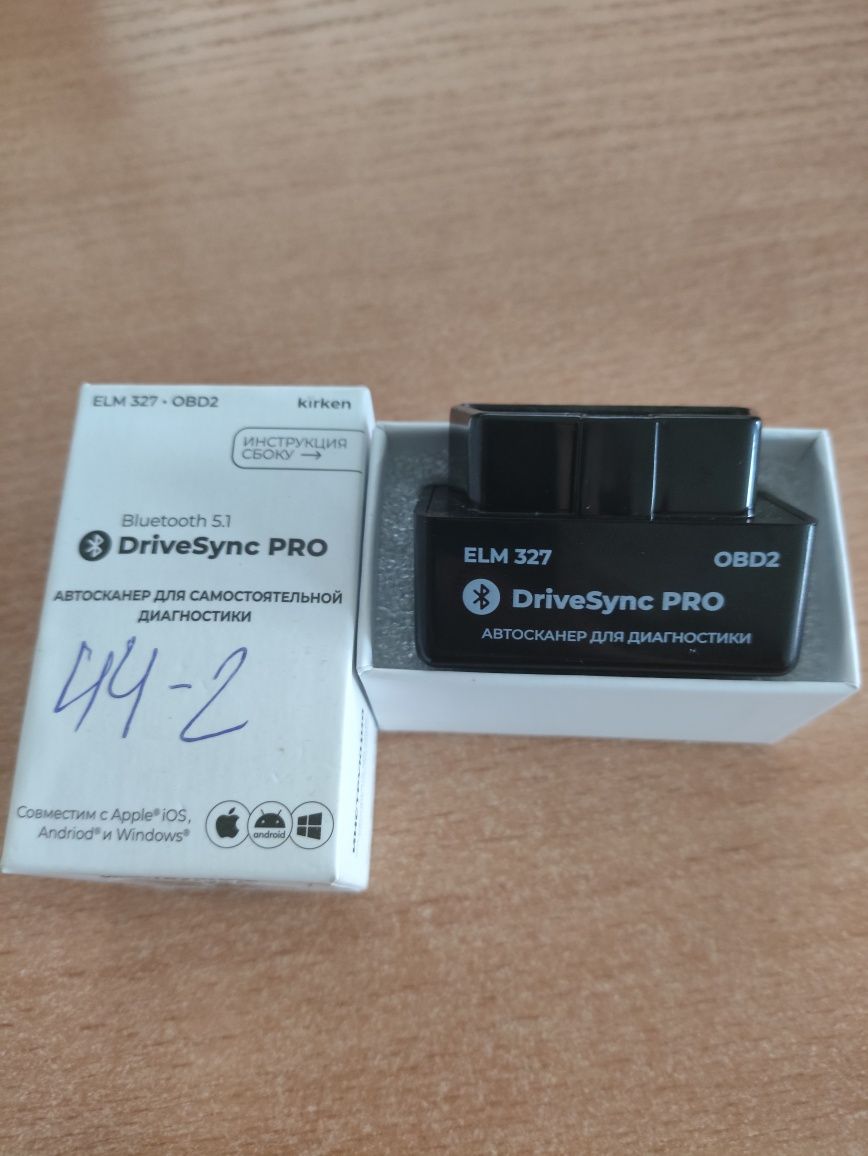 ELM 327 • OBD2
kirken
ИНСТРУКЦИЯ
СБОКУ →
Bluetooth 5.1
DriveSync PRO
АВТОСКАНЕР ДЛЯ САМОСТОЯТЕЛЬНОЙ
ДИАГНОСТИКИ
44-2
Совместим с Apple® iOS,
Andriod® и Windows®
android
ELM 327
OBD2
DriveSync PRO
АВТОСКАНЕР ДЛЯ ДИАГНОСТИКИ